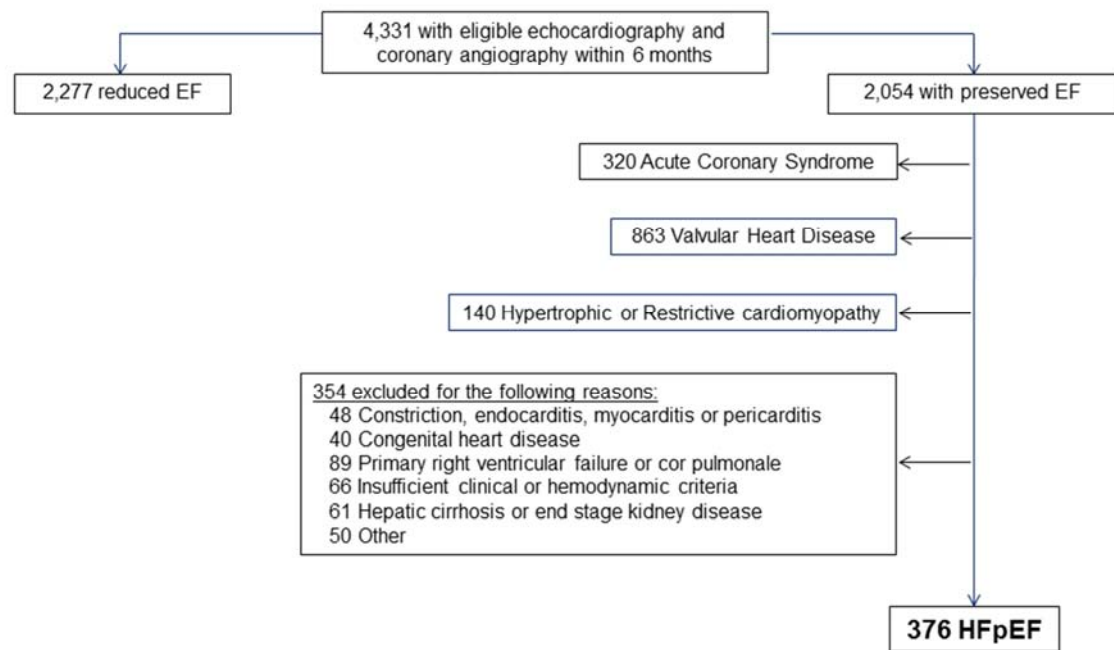 4,331 with eligible echocardiography and
coronary angiography within 6 months
2,277 reduced EF
2,054 with preserved EF
320 Acute Coronary Syndrome
863 Valvular Heart Disease
140 Hypertrophic or Restrictive cardiomyopathy
354 excluded for the following reasons:
48 Constriction, endocarditis, myocarditis or pericarditis
40 Congenital heart disease
89 Primary right ventricular failure or cor pulmonale
66 Insufficient clinical or hemodynamic criteria
61 Hepatic cirrhosis or end stage kidney disease
50 Other
376 HFpEF